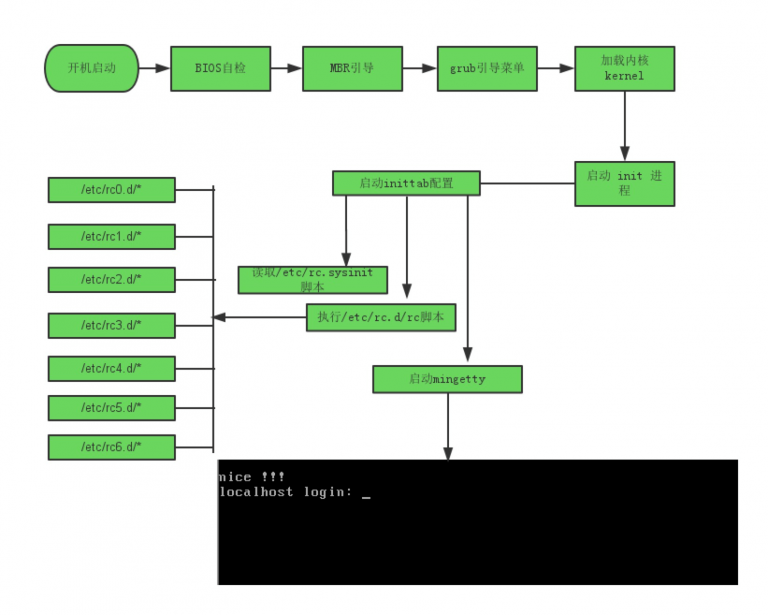 开机启动
BIOS自检
MBR引导
grub引导菜单
加载内核
kernel
启动 init 进
程
启动inittab配置
/etc/rc0.d/*
/etc/rc1.d/*
/etc/rc2.d/*
/etc/rc3.d/*
/etc/rc4.d/*
/etc/rc5.d/*
/etc/rc6.d/*
读取/etc/rc.sysinit
脚本
执行/etc/rc.d/rc脚本
启动mingetty
nice !!!
localhost login: _